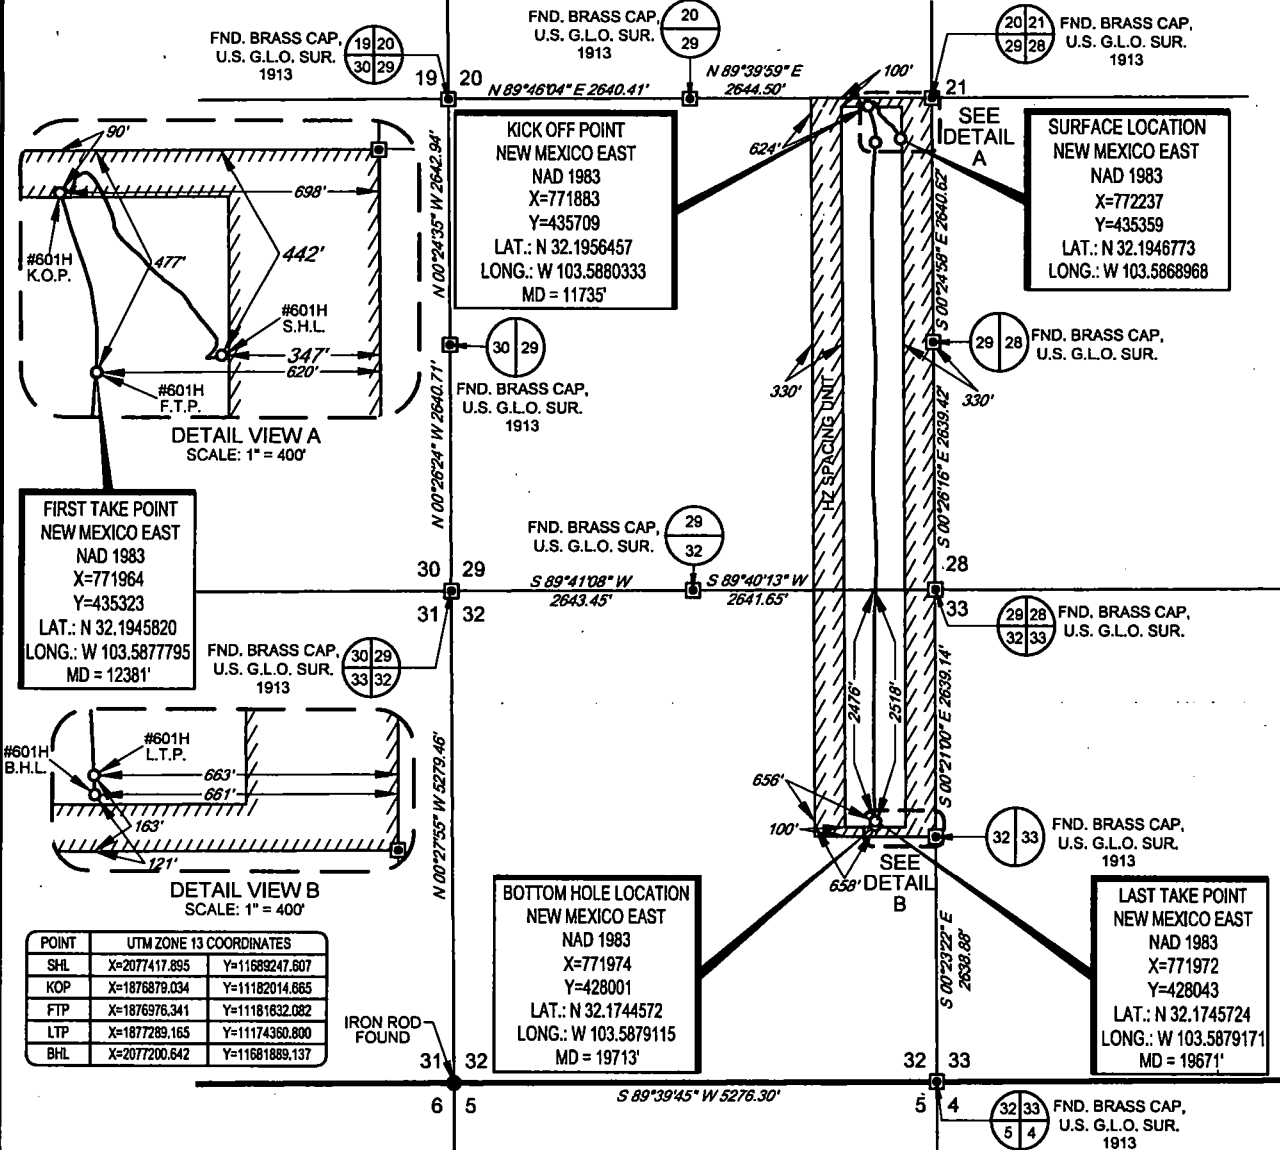 FND. BRASS CAP,
U.S. G.L.O. SUR.
1913
19 20
30 29
FND. BRASS CAP,
U.S. G.L.O. SUR.
20
29
FND. BRASS CAP,
U.S. G.L.O. SUR.
1913
20 21
29 28
19 20
N 89°46'04" E 2640.41'
N 89°39'59" E
2644.50'
100'
21
SEE
DETAIL
A
KICK OFF POINT
NEW MEXICO EAST
NAD 1983
X=771883
Y=435709
LAT.: N 32.1956457
LONG.: W 103.5880333
MD = 11735'
624'
SURFACE LOCATION
NEW MEXICO EAST
NAD 1983
X=772237
Y=435359
LAT.: N 32.1946773
LONG.: W 103.5868968
90'
698'
477'
442'
#601H
K.O.P.
#601H
S.H.L.
347'
620'
#601H
F.T.P.
DETAIL VIEW A
SCALE: 1" = 400'
N 00°24'35" W 2642.94'
S 00°24'58" E 2640.62'
30 29
FND. BRASS CAP,
U.S. G.L.O. SUR.
1913
29 28
FND. BRASS CAP,
U.S. G.L.O. SUR.
330'
330'
HZ SPACING UNIT
N 00°26'24" W 2640.71'
S 00°26'16" E 2639.42'
FIRST TAKE POINT
NEW MEXICO EAST
NAD 1983
X=771964
Y=435323
LAT.: N 32.1945820
LONG.: W 103.5877795
MD = 12381'
FND. BRASS CAP,
U.S. G.L.O. SUR.
29
32
30 29
31 32
S 89°41'08" W
2643.45'
S 89°40'13" W
2641.65'
28
33
29 28
32 33
FND. BRASS CAP,
U.S. G.L.O. SUR.
FND. BRASS CAP,
U.S. G.L.O. SUR.
1913
30 29
33 32
2476'
2518'
S 00°21'00" E 2639.14'
N 00°27'55" W 5279.46'
#601H
B.H.L.
#601H
L.T.P.
663'
661'
163'
121'
DETAIL VIEW B
SCALE: 1" = 400'
656'
100'
658'
SEE
DETAIL
B
32 33
FND. BRASS CAP,
U.S. G.L.O. SUR.
1913
BOTTOM HOLE LOCATION
NEW MEXICO EAST
NAD 1983
X=771974
Y=428001
LAT.: N 32.1744572
LONG.: W 103.5879115
MD = 19713'
LAST TAKE POINT
NEW MEXICO EAST
NAD 1983
X=771972
Y=428043
LAT.: N 32.1745724
LONG.: W 103.5879171
MD = 19671'
S 00°23'22" E
2638.88'
POINT UTM ZONE 13 COORDINATES
SHL X=2077417.895 Y=11689247.607
KOP X=1876879.034 Y=11182014.665
FTP X=1876976.341 Y=11181632.082
LTP X=1877289.165 Y=11174360.800
BHL X=2077200.642 Y=11681889.137
IRON ROD
FOUND
31 32
6 5
S 89°39'45" W 5276.30'
32 33
5 4
32 33
5 4
FND. BRASS CAP,
U.S. G.L.O. SUR.
1913